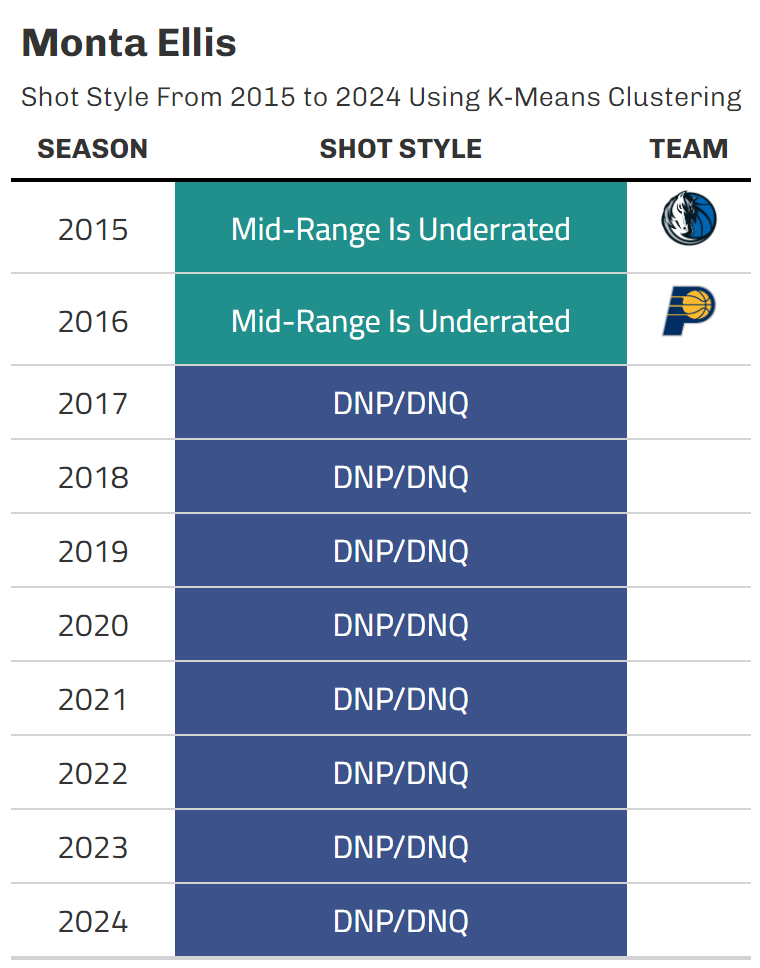 Monta Ellis
Shot Style From 2015 to 2024 Using K-Means Clustering
SEASON SHOT STYLE TEAM
2015 Mid-Range Is Underrated
2016 Mid-Range Is Underrated
2017 DNP/DNQ
2018 DNP/DNQ
2019 DNP/DNQ
2020 DNP/DNQ
2021 DNP/DNQ
2022 DNP/DNQ
2023 DNP/DNQ
2024 DNP/DNQ